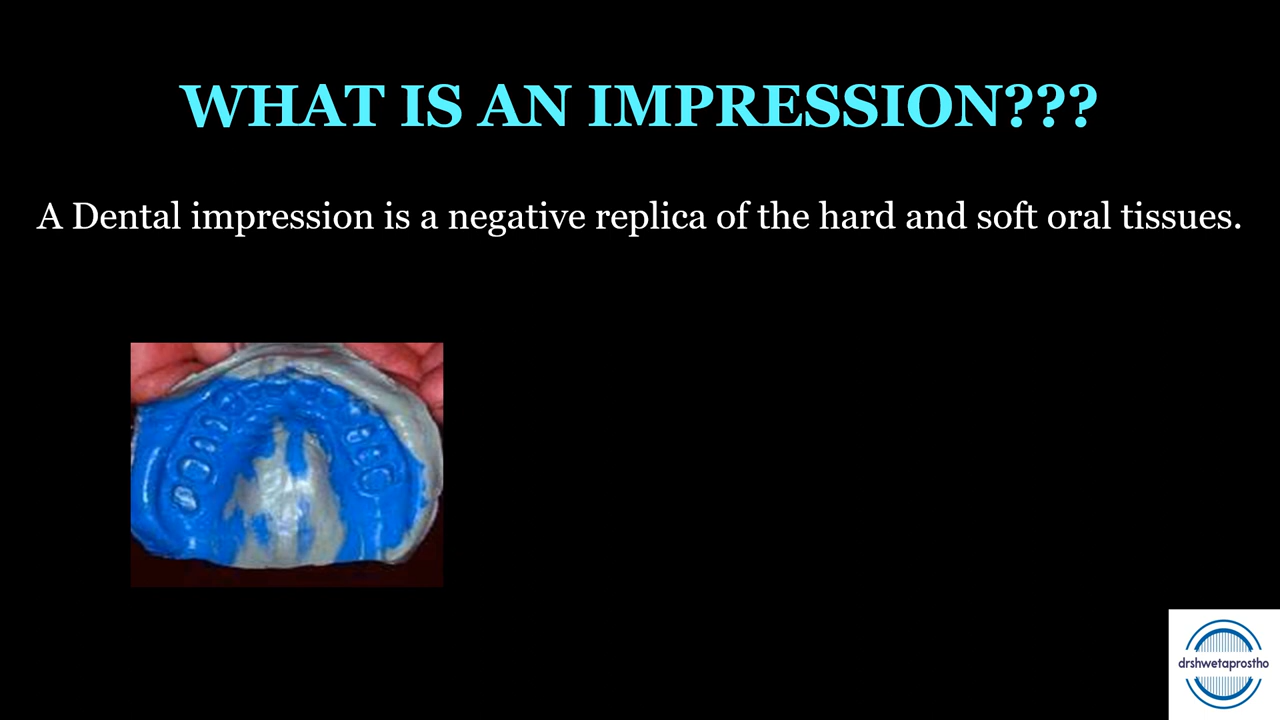 WHAT IS AN IMPRESSION???
A Dental impression is a negative replica of the hard and soft oral tissues.
drshwetaprostho